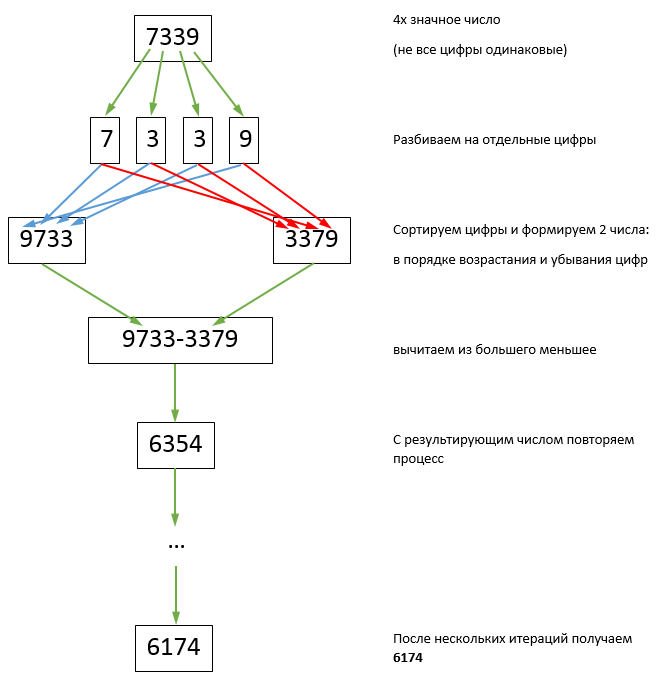 7339
4х значное число
(не все цифры одинаковые)
7 3 3 9
Разбиваем на отдельные цифры
9733 3379
Сортируем цифры и формируем 2 числа:
в порядке возрастания и убывания цифр
9733-3379
вычитаем из большего меньшее
6354
С результирующим числом повторяем
процесс
...
6174
После нескольких итераций получаем
6174